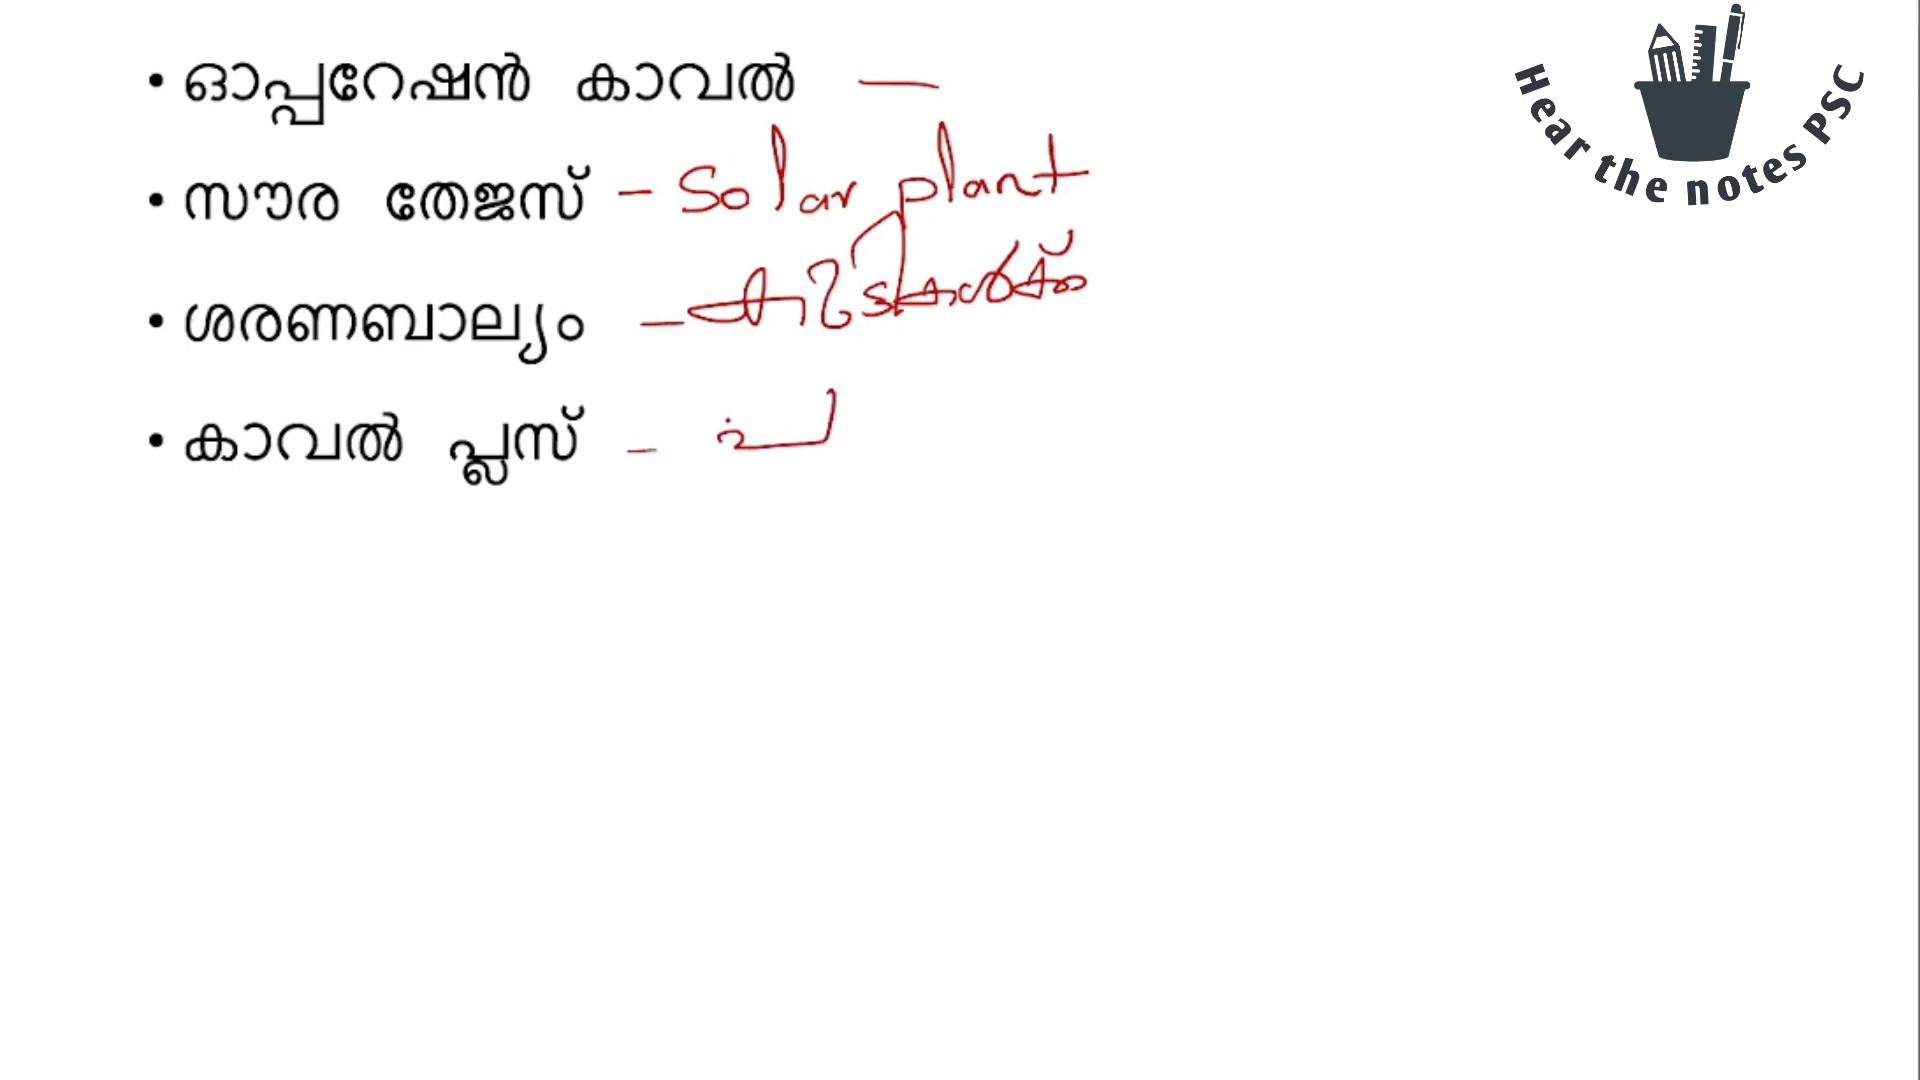 • ഓപ്പറേഷൻ കാവൽ —
• സൗര തേജസ് - Solar plant
• ശരണബാല്യം - കുട്ടികൾക്ക്
• കാവൽ പ്ലസ് -
Hear the notes PSC